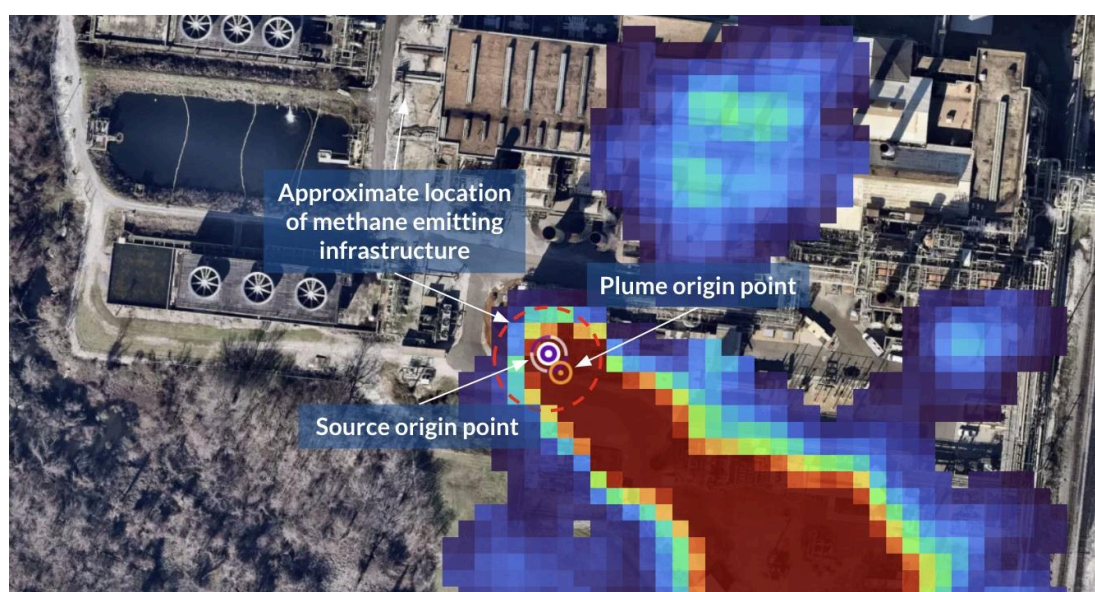 Approximate location
of methane emitting
infrastructure
Plume origin point
Source origin point